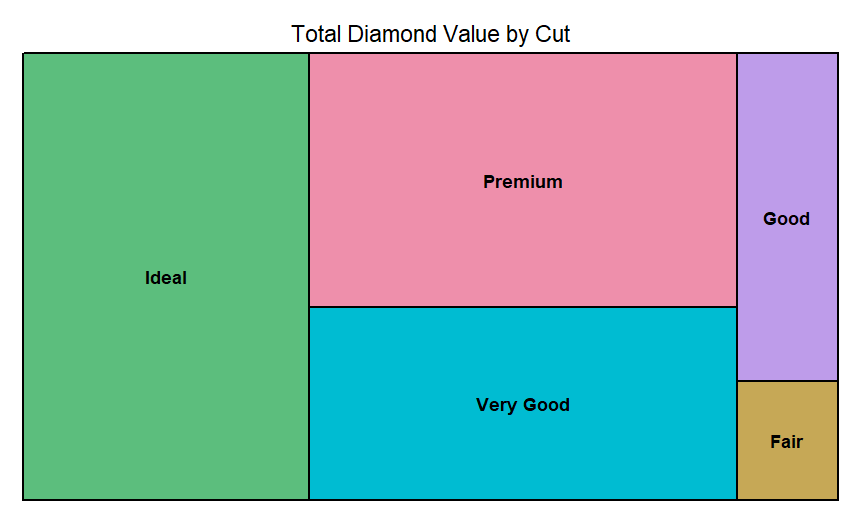 Total Diamond Value by Cut
Premium
Good
Ideal
Very Good
Fair